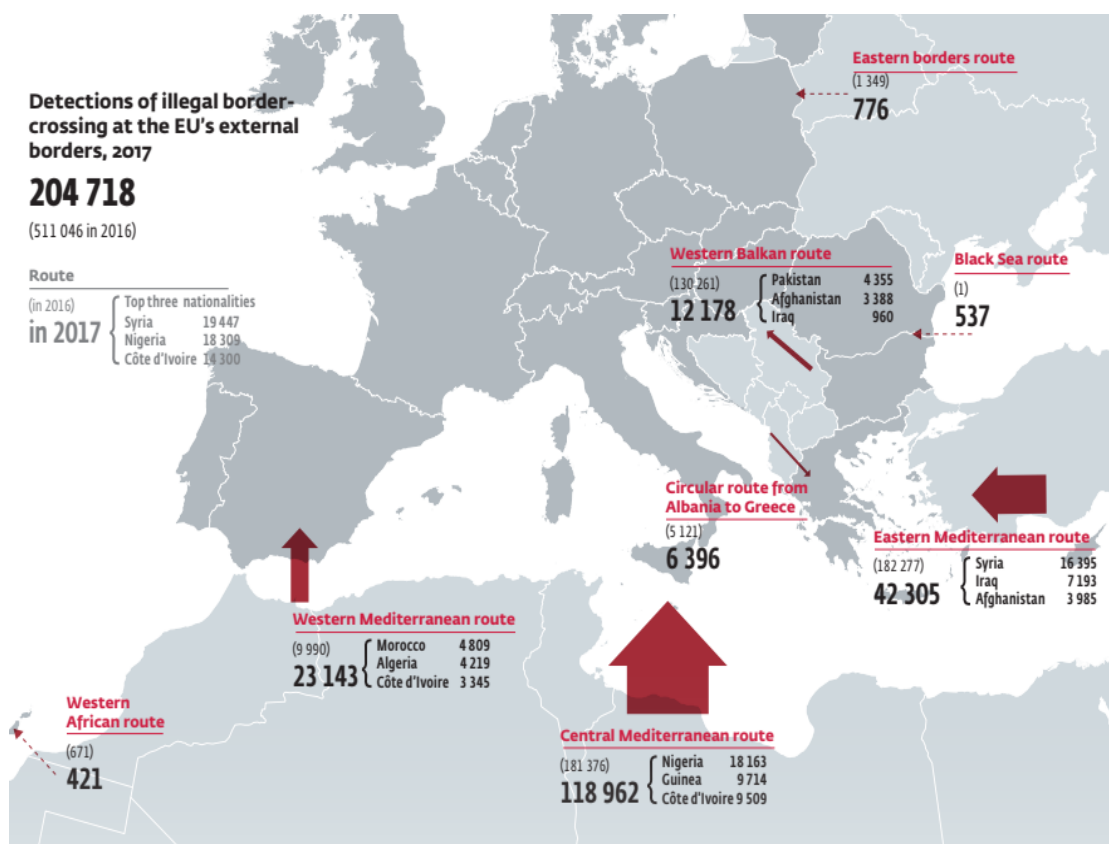 Detections of illegal border-
crossing at the EU's external
borders, 2017
204 718
(511 046 in 2016)
Route
(in 2016)
in 2017
Top three nationalities
Syria 19 447
Nigeria 18 309
Côte d'Ivoire 14 300
Eastern borders route
(1 349)
776
Western Balkan route
(130 261)
12 178
Pakistan 4 355
Afghanistan 3 388
Iraq 960
Black Sea route
(1)
537
Circular route from
Albania to Greece
(5 121)
6 396
Eastern Mediterranean route
(182 277)
42 305
Syria 16 395
Iraq 7 193
Afghanistan 3 985
Western Mediterranean route
(9 990)
23 143
Morocco 4 809
Algeria 4 219
Côte d'Ivoire 3 345
Western
African route
(671)
421
Central Mediterranean route
(181 376)
118 962
Nigeria 18 163
Guinea 9 714
Côte d'Ivoire 9 509